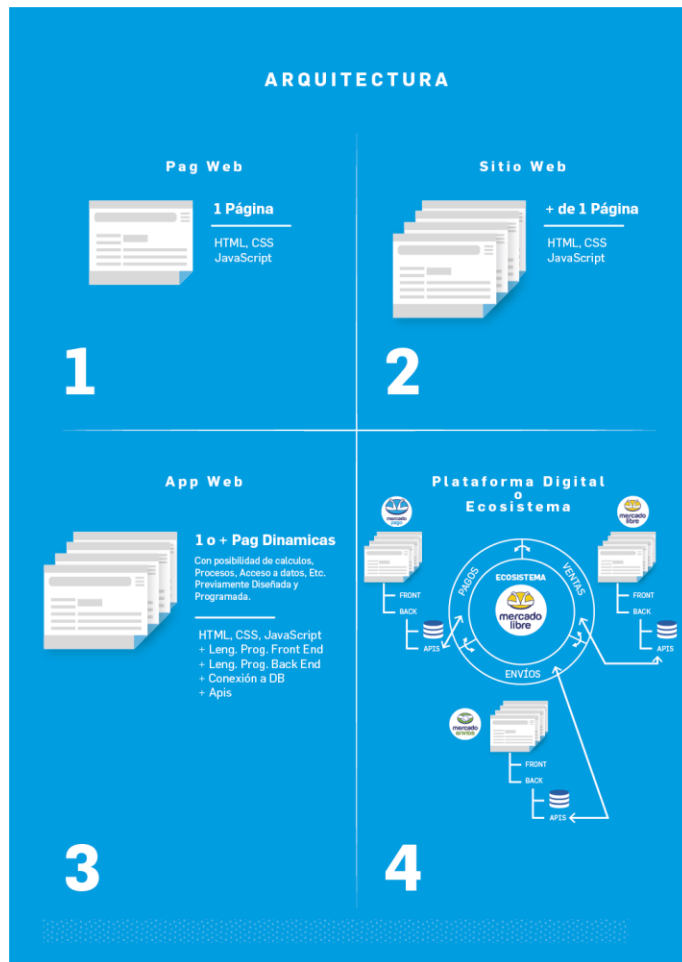 ARQUITECTURA
Pag Web
1 Página
HTML, CSS
JavaScript
1
Sitio Web
+ de 1 Página
HTML, CSS
JavaScript
2
App Web
1 o + Pag Dinamicas
Con posibilidad de calculos,
Procesos, Acceso a datos, Etc.
Previamente Diseñada y
Programada.
HTML, CSS, JavaScript
+ Leng. Prog. Front End
+ Leng. Prog. Back End
+ Conexión a DB
+ Apis
3
Plataforma Digital
o
Ecosistema
mercado
pago
FRONT
BACK
APIS
mercado
libre
FRONT
BACK
APIS
PAGOS
VENTAS
ENVÍOS
ECOSISTEMA
mercado
libre
mercado
envios
FRONT
BACK
APIS
4